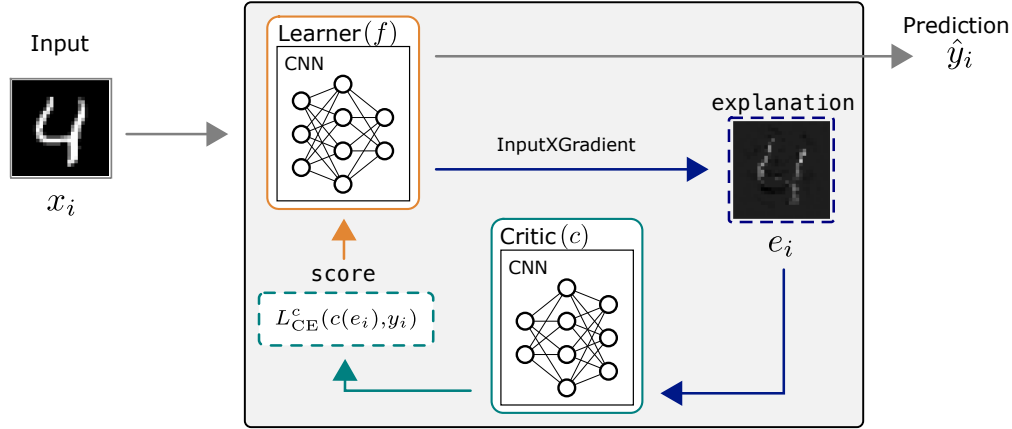 Input
x_i
Learner(f)
CNN
Prediction
ŷ_i
InputXGradient
explanation
e_i
Critic(c)
CNN
score
L^c_CE(c(e_i),y_i)